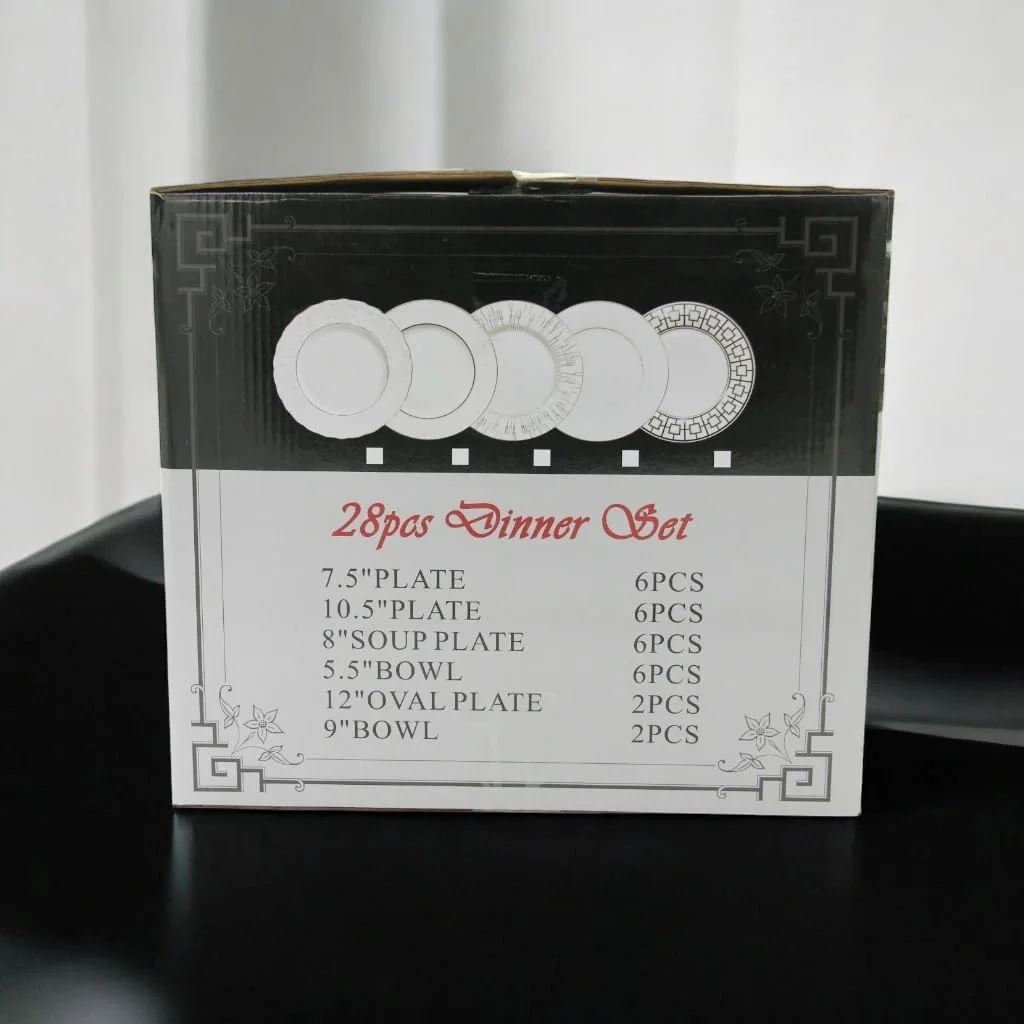 28pcs Dinner Set
7.5"PLATE 6PCS
10.5"PLATE 6PCS
8"SOUP PLATE 6PCS
5.5"BOWL 6PCS
12"OVAL PLATE 2PCS
9"BOWL 2PCS